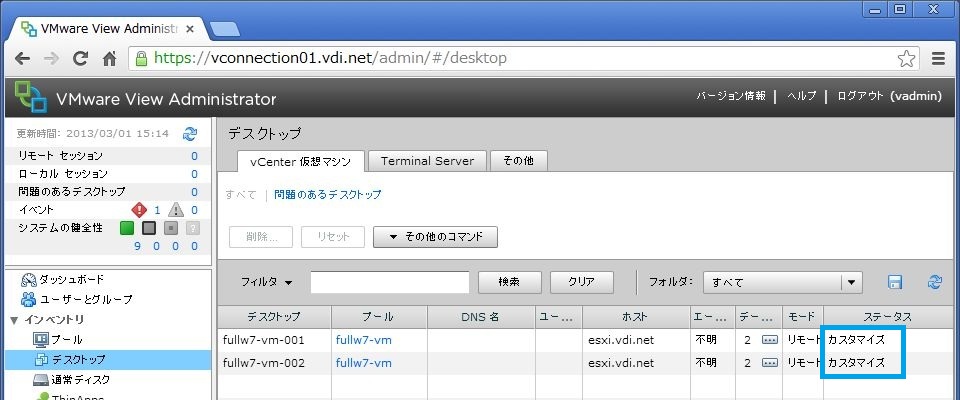 VMware View Administr
https://vconnection01.vdi.net/admin/#/desktop
VMware View Administrator
バージョン情報 ヘルプ ログアウト (vadmin)
更新時間: 2013/03/01 15:14
リモート セッション 0
ローカル セッション 0
問題のあるデスクトップ 0
イベント 1 0
システムの健全性 ?
9 0 0 0
ダッシュボード
ユーザーとグループ
インベントリ
プール
デスクトップ
通常ディスク
ThinApps
デスクトップ
vCenter 仮想マシン Terminal Server その他
すべて 問題のあるデスクトップ
削除... リセット その他のコマンド
フィルタ 検索 クリア フォルダ: すべて
デスクトップ プール DNS 名 ユー... ホスト エー... デー... モード ステータス
fullw7-vm-001 fullw7-vm esxi.vdi.net 不明 2 ... リモート カスタマイズ
fullw7-vm-002 fullw7-vm esxi.vdi.net 不明 2 ... リモート カスタマイズ